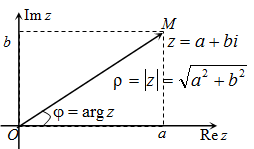 Im z
M
b
z = a + bi
ρ = |z| = √(a² + b²)
φ = arg z
O
a
Re z